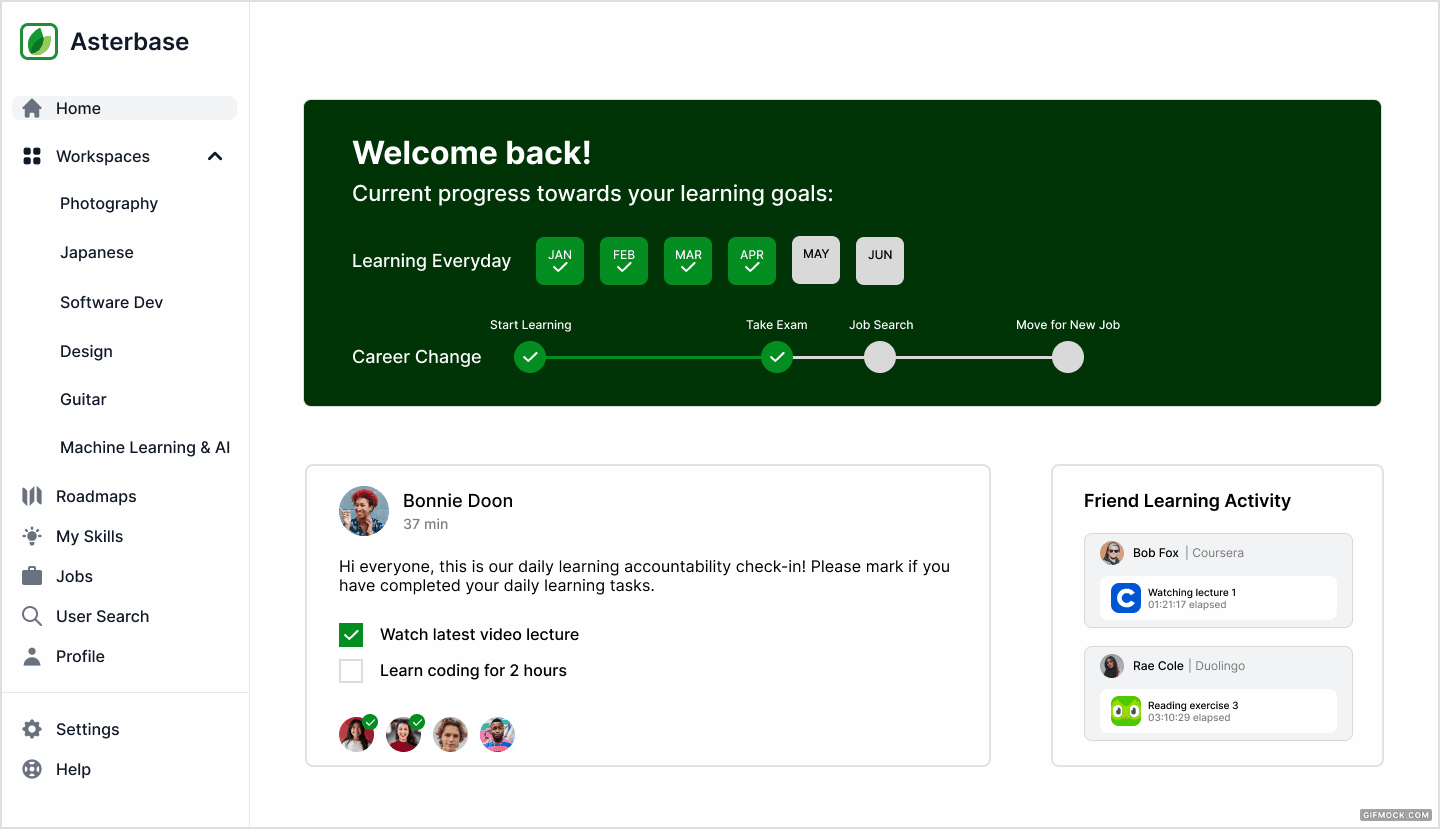 Asterbase
Home
Workspaces
Photography
Japanese
Software Dev
Design
Guitar
Machine Learning & AI
Roadmaps
My Skills
Jobs
User Search
Profile
Settings
Help
Welcome back!
Current progress towards your learning goals:
Learning Everyday
JAN
FEB
MAR
APR
MAY
JUN
Start Learning
Take Exam
Job Search
Move for New Job
Career Change
Bonnie Doon
37 min
Hi everyone, this is our daily learning accountability check-in! Please mark if you
have completed your daily learning tasks.
Watch latest video lecture
Learn coding for 2 hours
Friend Learning Activity
Bob Fox | Coursera
C
Watching lecture 1
01:21:17 elapsed
Rae Cole | Duolingo
Reading exercise 3
03:10:29 elapsed
GIFMOCK.COM